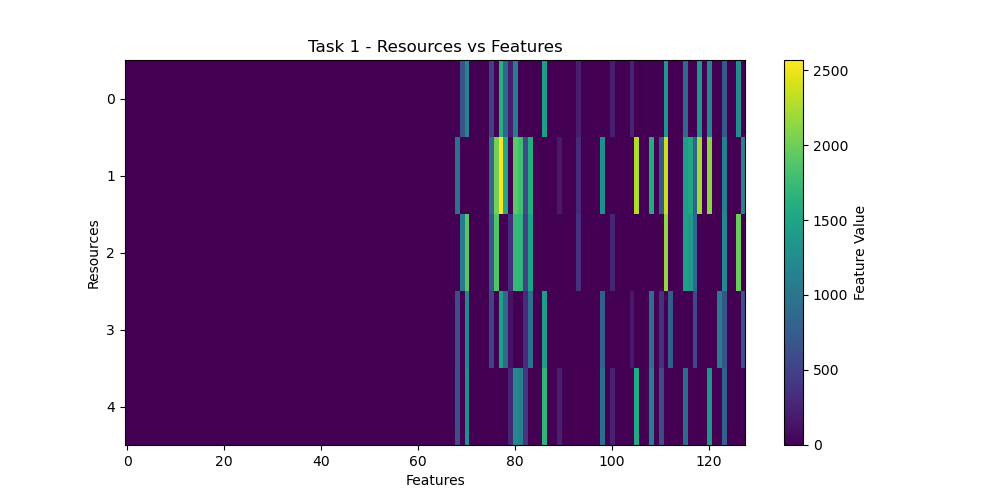 Task 1 - Resources vs Features
Resources
0
1
2
3
4
0 20 40 60 80 100 120
Features
2500
2000
1500
1000
500
0
Feature Value